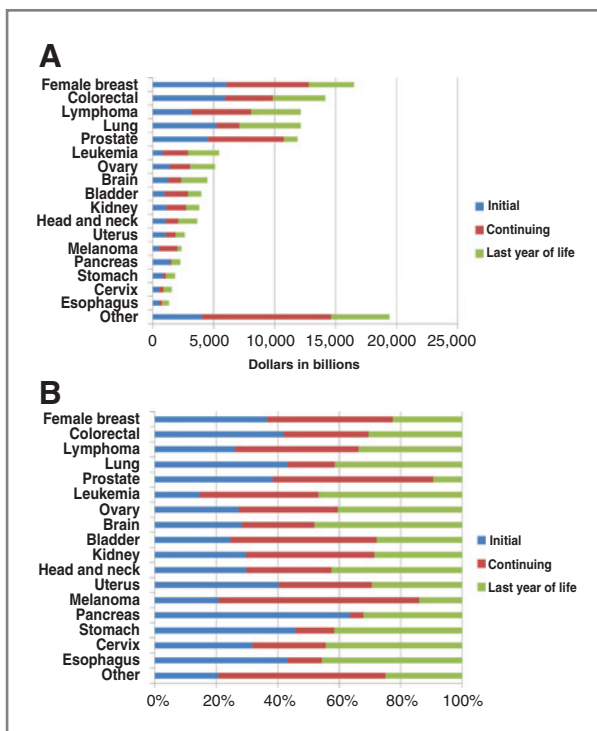 A
Female breast
Colorectal
Lymphoma
Lung
Prostate
Leukemia
Ovary
Brain
Bladder
Kidney
Head and neck
Uterus
Melanoma
Pancreas
Stomach
Cervix
Esophagus
Other
0 5,000 10,000 15,000 20,000 25,000
Dollars in billions
Initial
Continuing
Last year of life
B
Female breast
Colorectal
Lymphoma
Lung
Prostate
Leukemia
Ovary
Brain
Bladder
Kidney
Head and neck
Uterus
Melanoma
Pancreas
Stomach
Cervix
Esophagus
Other
0% 20% 40% 60% 80% 100%
Initial
Continuing
Last year of life